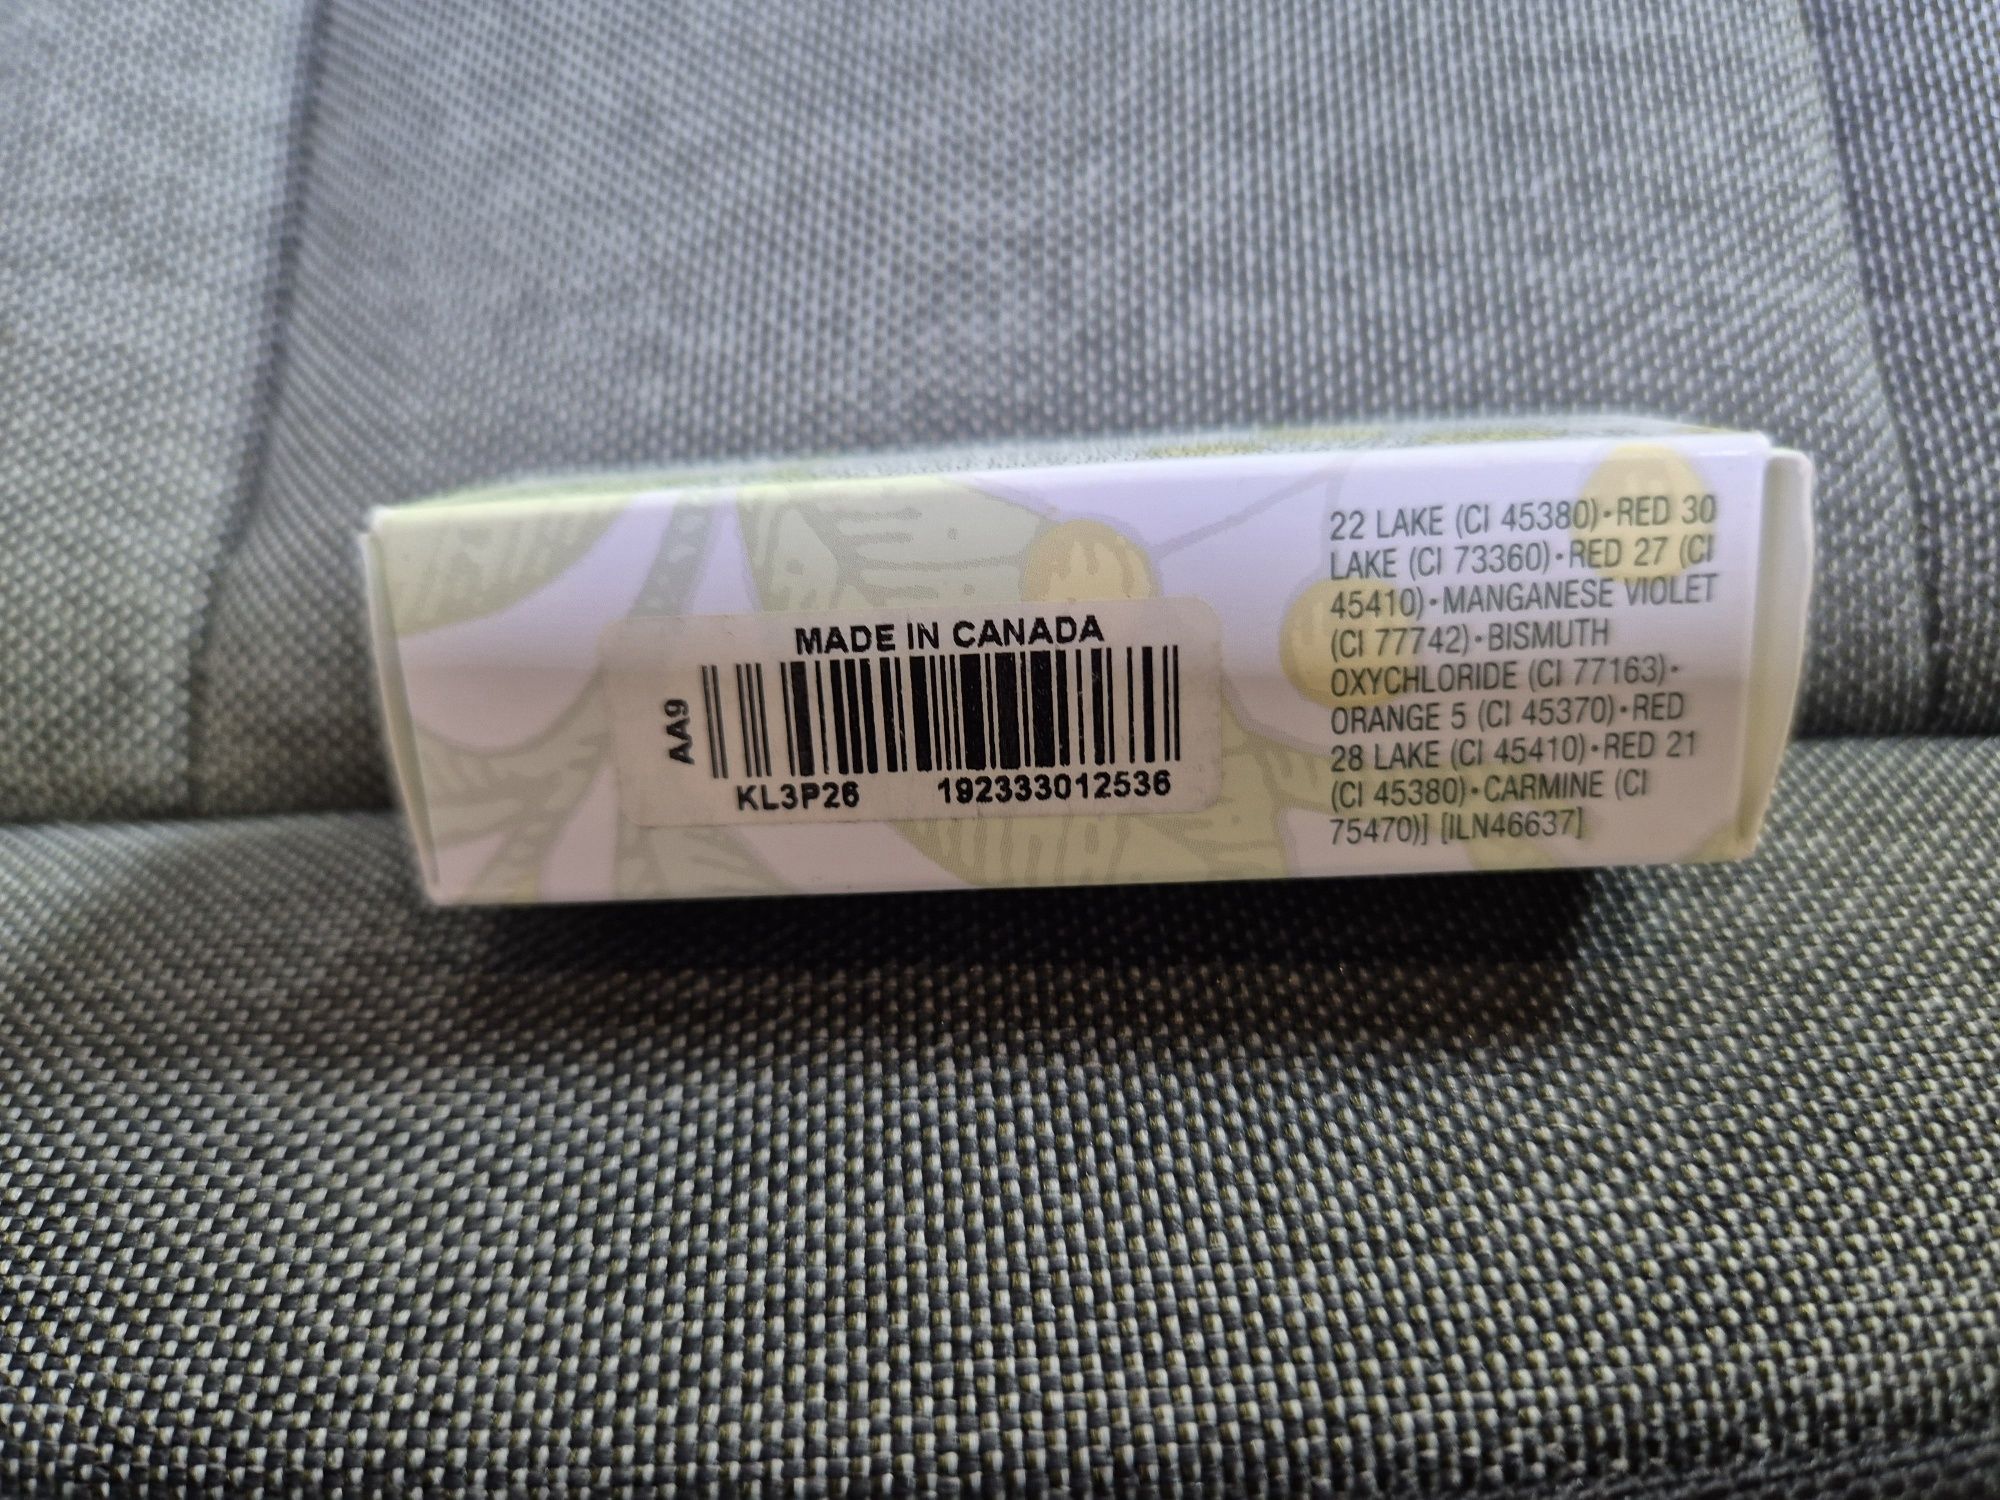 MADE IN CANADA
AA9
KL3P26 192333012536
22 LAKE (CI 45380)•RED 30
LAKE (CI 73360)•RED 27 (CI
45410)•MANGANESE VIOLET
(CI 77742)•BISMUTH
OXYCHLORIDE (CI 77163)•
ORANGE 5 (CI 45370)•RED
28 LAKE (CI 45410)•RED 21
(CI 45380)•CARMINE (CI
75470)] [ILN46637]